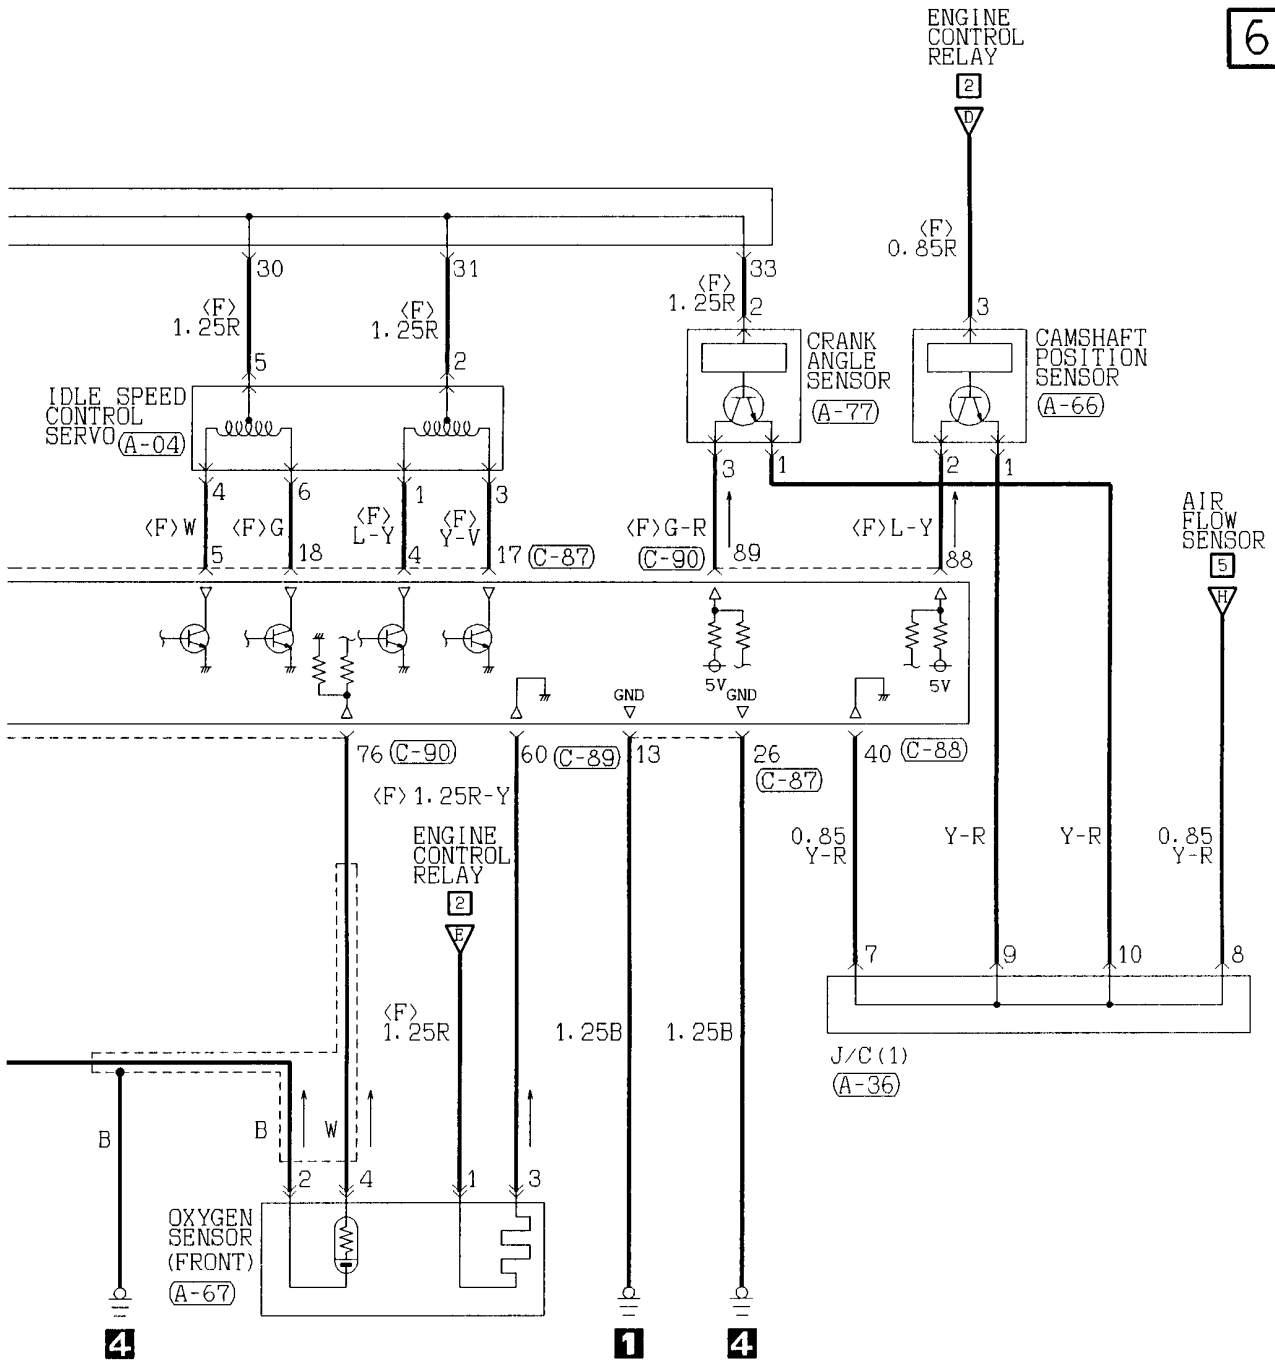 ENGINE
CONTROL
RELAY
6
2
D
<F>
0.85R
30
31
33
<F>
1.25R
<F>
1.25R
<F>
1.25R
5
2
2
3
IDLE SPEED
CONTROL
SERVO (A-04)
CRANK
ANGLE
SENSOR
(A-77)
CAMSHAFT
POSITION
SENSOR
(A-66)
4
6
1
3
3
1
2
1
<F>W
<F>G
<F>
L-Y
<F>
Y-V
<F>G-R
(C-90)
<F>L-Y
AIR
FLOW
SENSOR
5
H
5
18
4
17 (C-87)
89
88
5V
5V
GND
GND
76 (C-90)
60 (C-89)
13
26
(C-87)
40 (C-88)
<F>1.25R-Y
ENGINE
CONTROL
RELAY
2
E
0.85
Y-R
Y-R
Y-R
0.85
Y-R
7
9
10
8
<F>
1.25R
1.25B
1.25B
J/C(1)
(A-36)
B
B
W
2
4
1
3
OXYGEN
SENSOR
(FRONT)
(A-67)
4
1
4